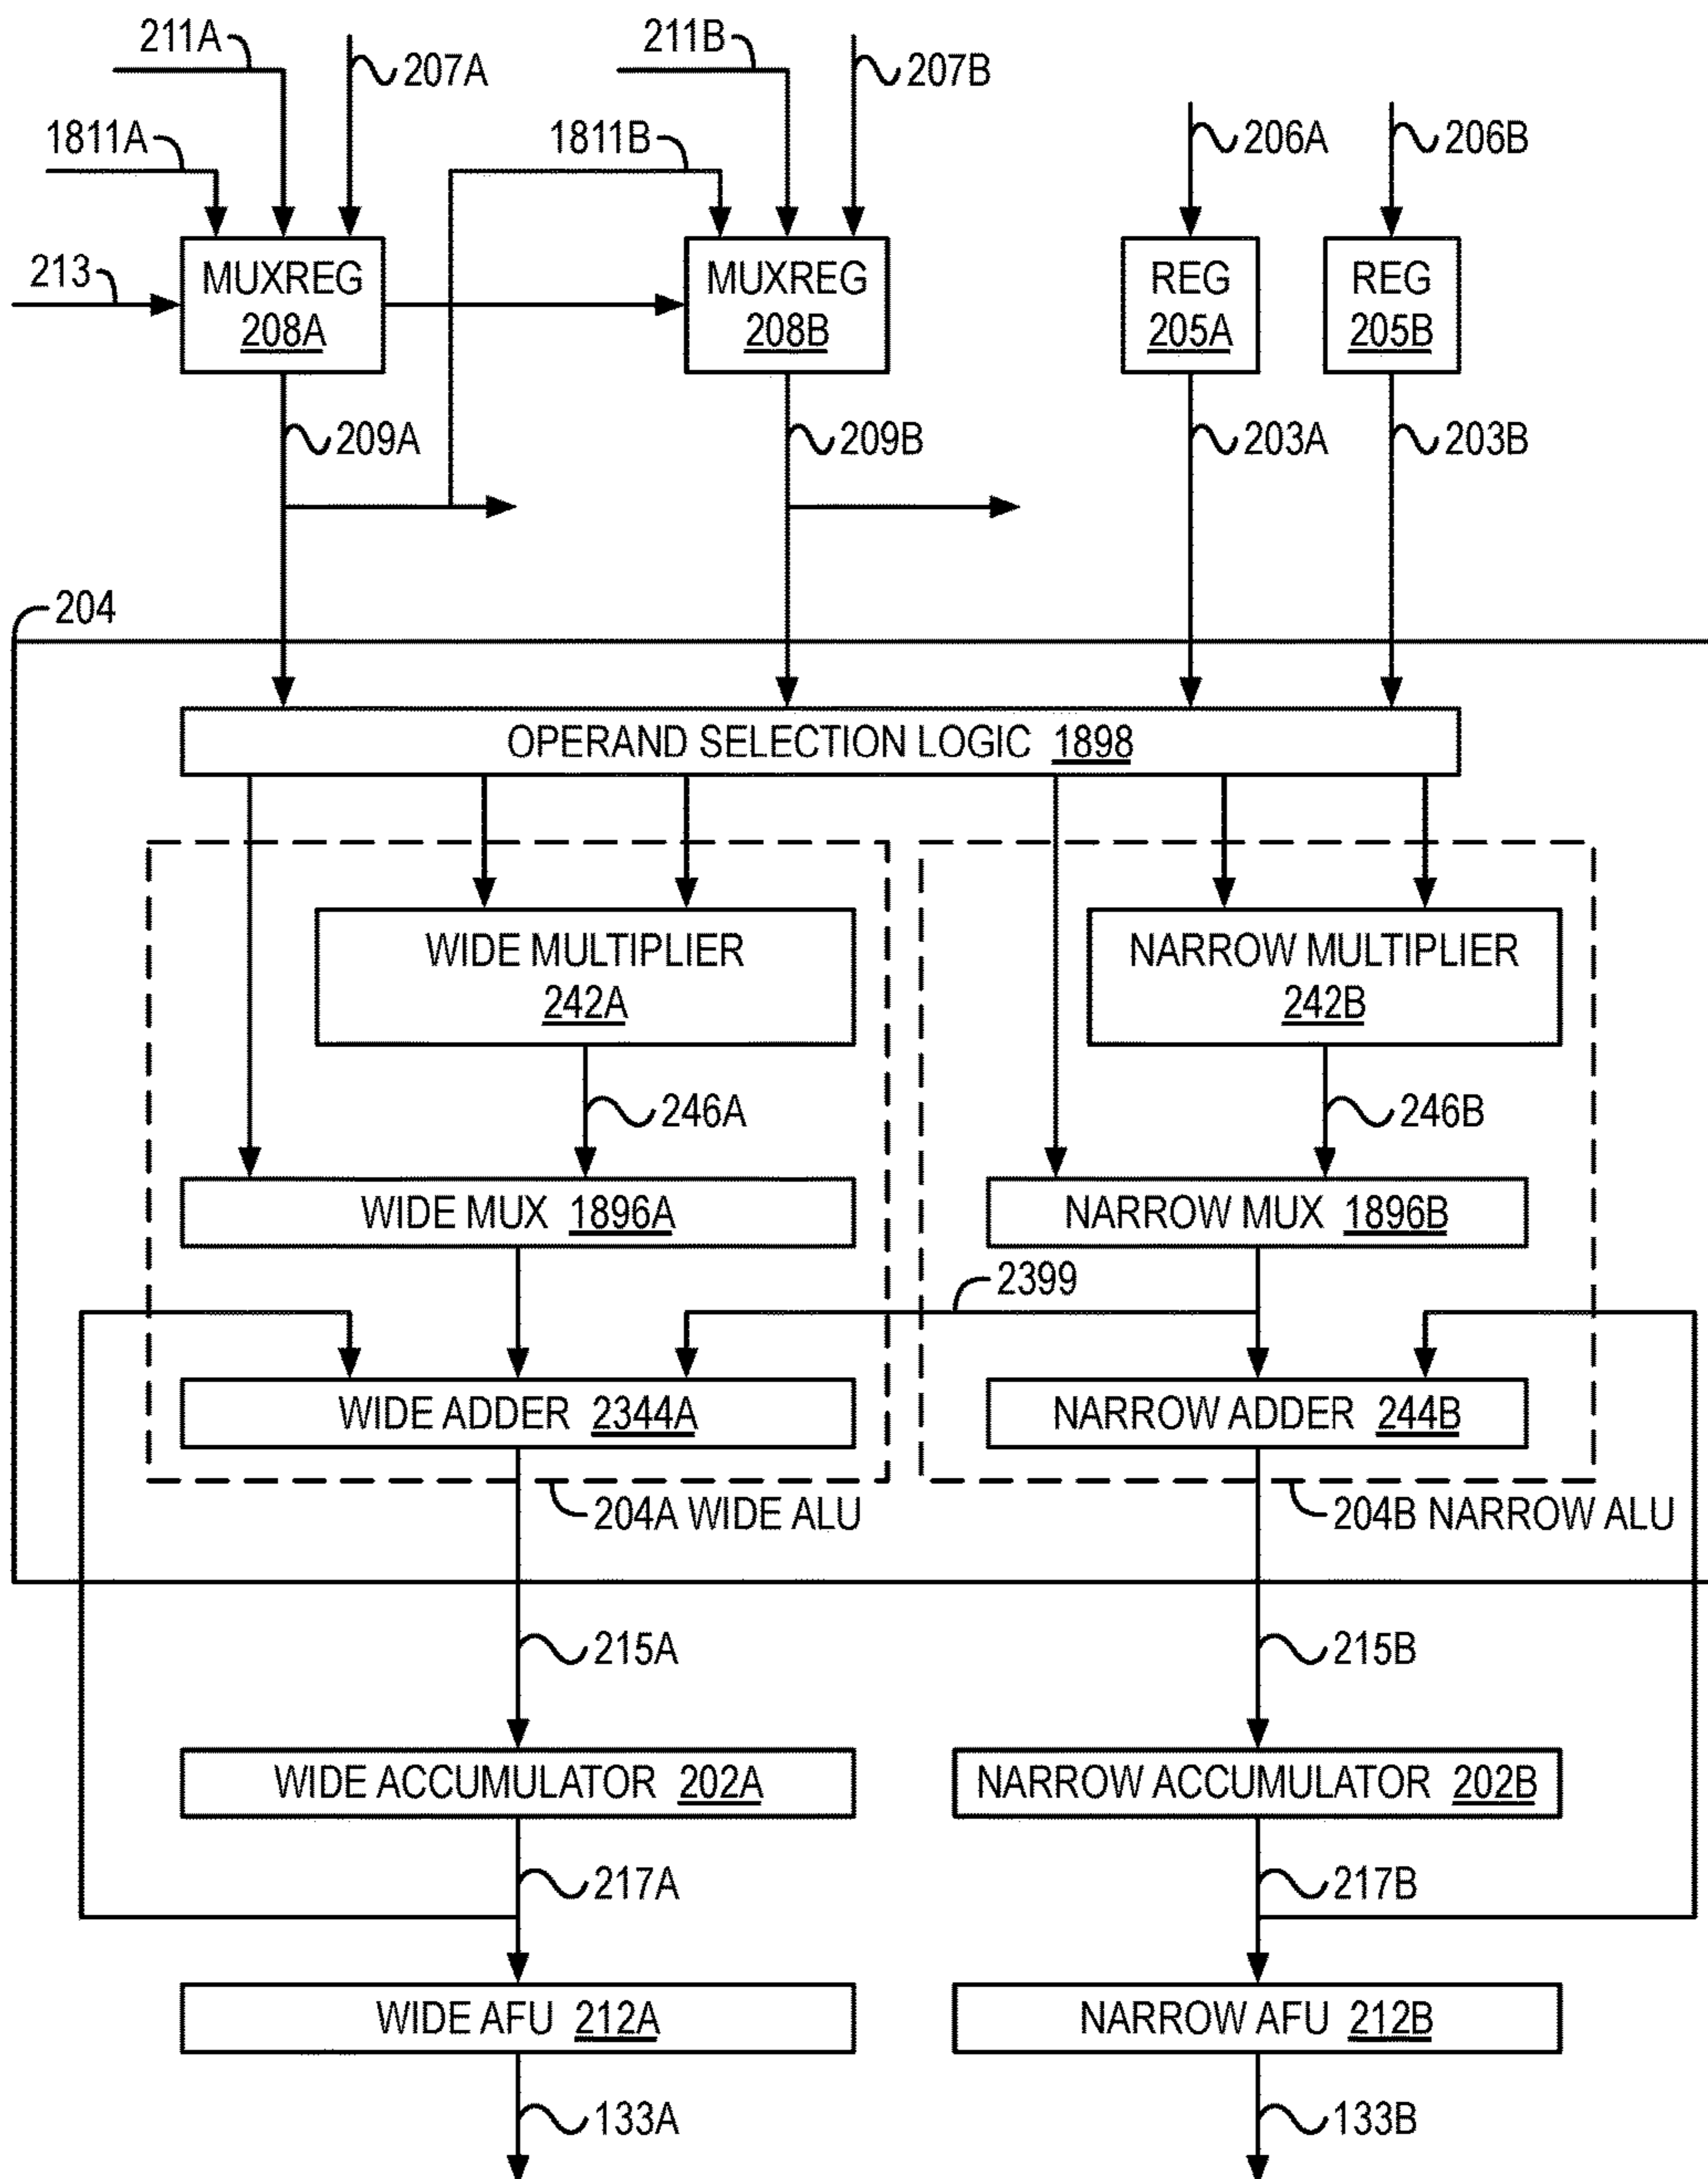 211A
207A
211B
207B
1811A
1811B
206A
206B
213
MUXREG
208A
MUXREG
208B
REG
205A
REG
205B
209A
209B
203A
203B
204
OPERAND SELECTION LOGIC 1898
WIDE MULTIPLIER
242A
NARROW MULTIPLIER
242B
246A
246B
WIDE MUX 1896A
NARROW MUX 1896B
2399
WIDE ADDER 2344A
NARROW ADDER 244B
204A WIDE ALU
204B NARROW ALU
215A
215B
WIDE ACCUMULATOR 202A
NARROW ACCUMULATOR 202B
217A
217B
WIDE AFU 212A
NARROW AFU 212B
133A
133B